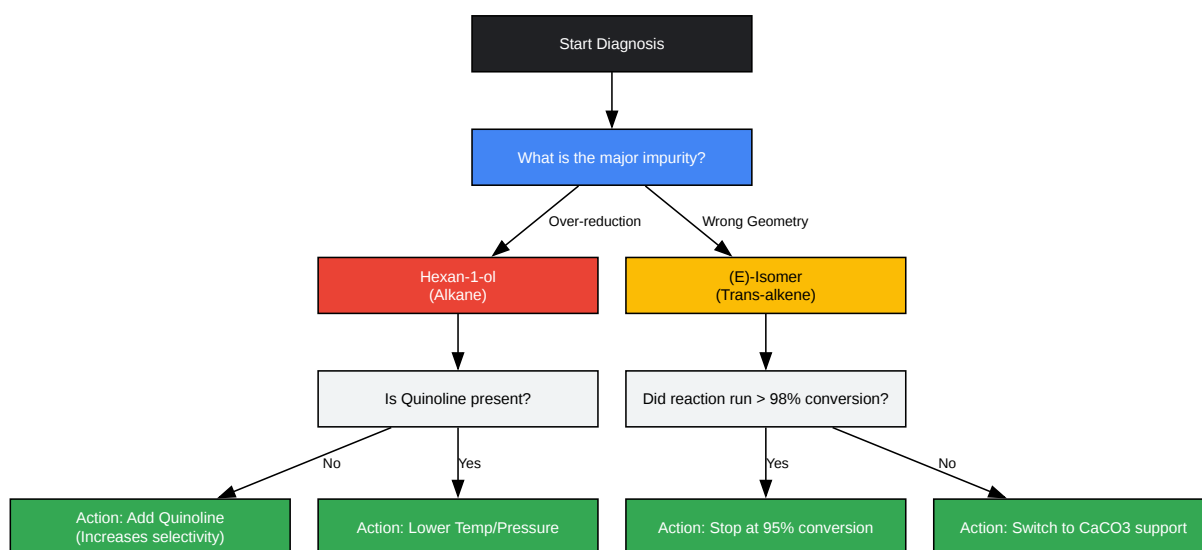 Start Diagnosis
What is the major impurity?
Over-reduction
Wrong Geometry
Hexan-1-ol
(Alkane)
(E)-Isomer
(Trans-alkene)
Is Quinoline present?
Did reaction run > 98% conversion?
No
Yes
Yes
No
Action: Add Quinoline
(Increases selectivity)
Action: Lower Temp/Pressure
Action: Stop at 95% conversion
Action: Switch to CaCO3 support